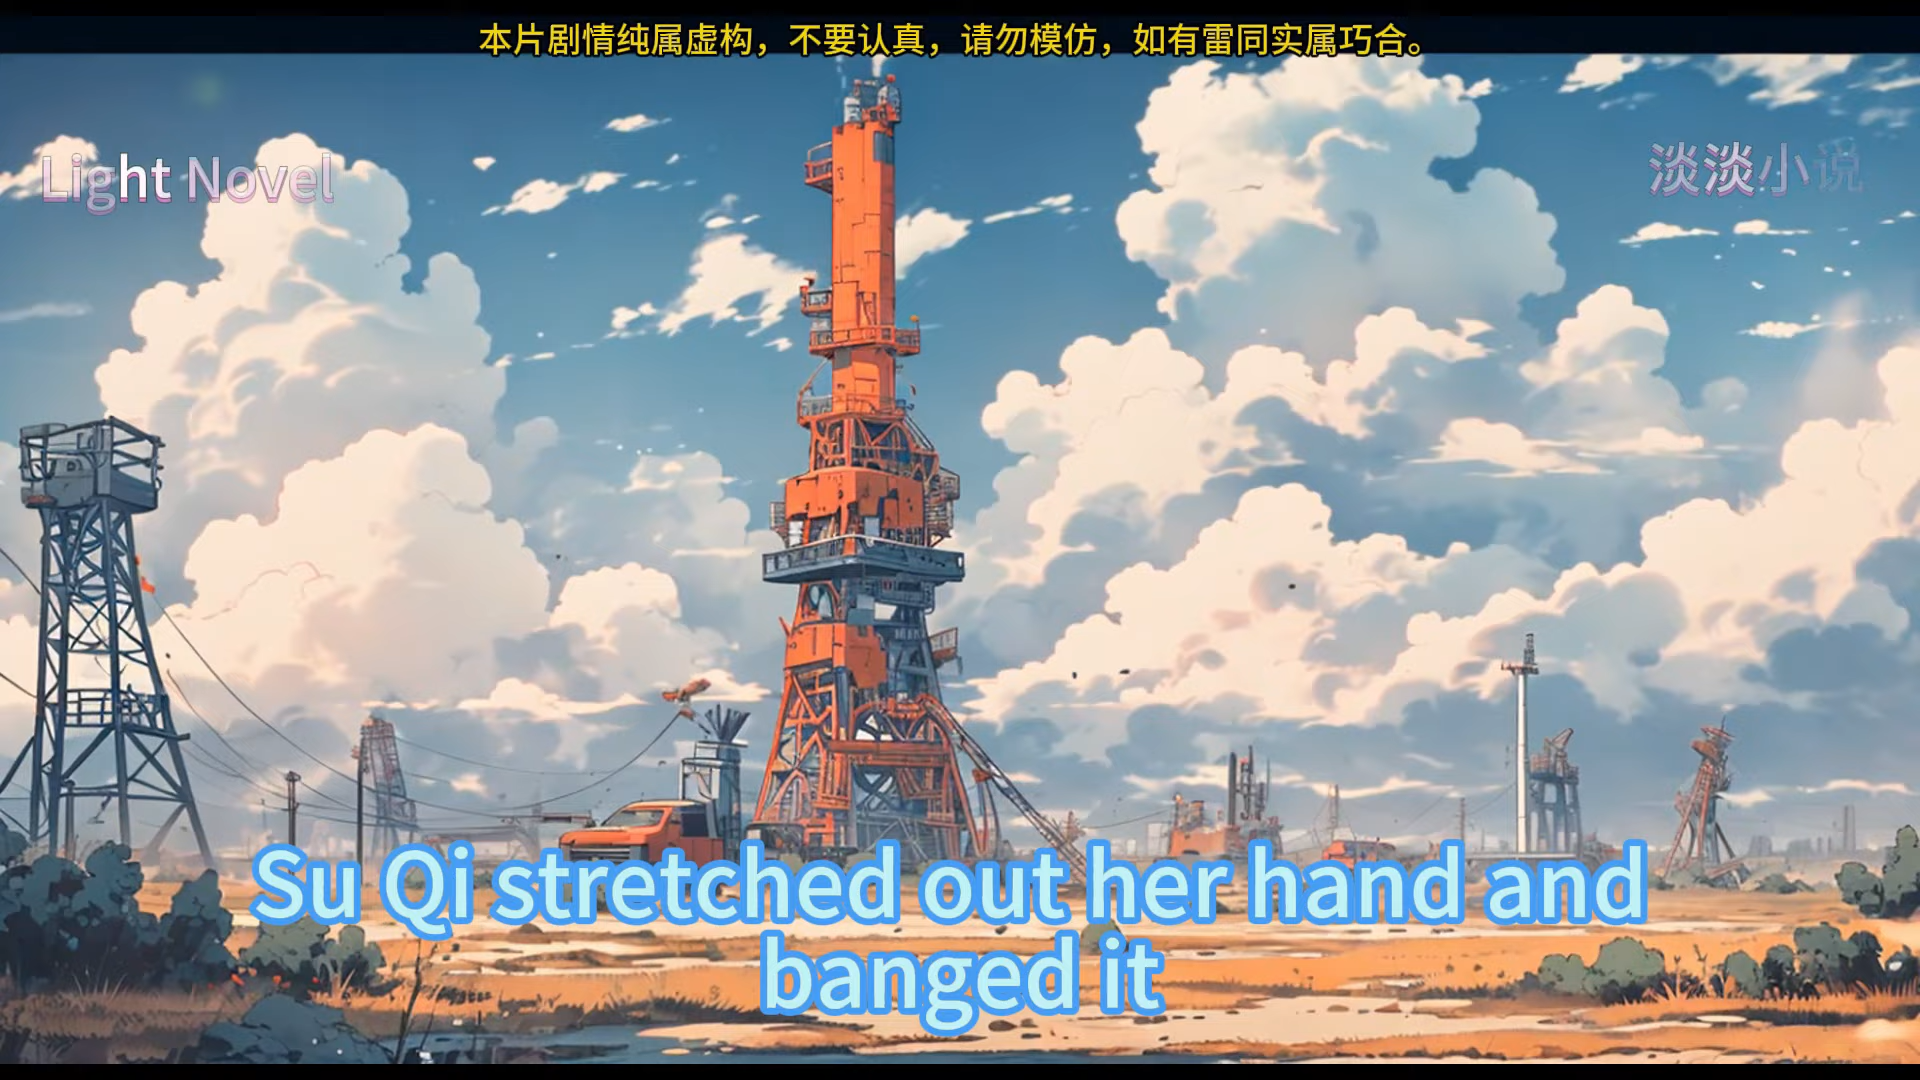 本片剧情纯属虚构，不要认真，请勿模仿，如有雷同实属巧合。
Light Novel
淡淡小说
Su Qi stretched out her hand and
banged it